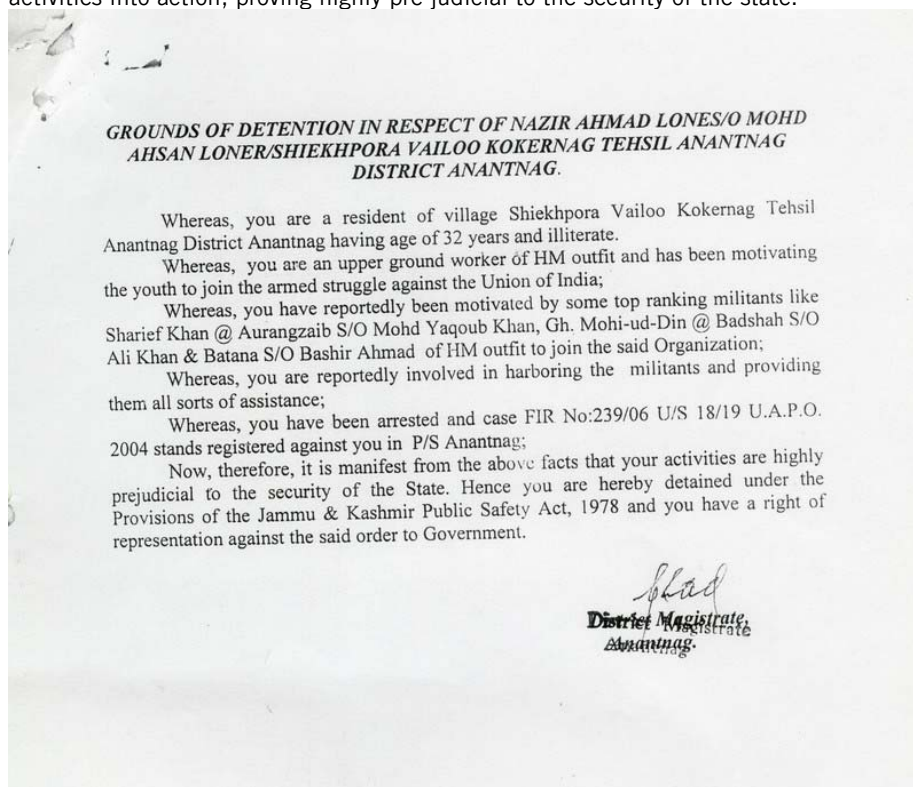 activities into action, proving highly pre-judicial to the security of the state.
GROUNDS OF DETENTION IN RESPECT OF NAZIR AHMAD LONES/O MOHD
AHSAN LONER/SHIEKHPORA VAILOO KOKERNAG TEHSIL ANANTNAG
DISTRICT ANANTNAG.
Whereas, you are a resident of village Shiekhpora Vailoo Kokernag Tehsil
Anantnag District Anantnag having age of 32 years and illiterate.
Whereas, you are an upper ground worker of HM outfit and has been motivating
the youth to join the armed struggle against the Union of India;
Whereas, you have reportedly been motivated by some top ranking militants like
Sharief Khan @ Aurangzaib S/O Mohd Yaqoub Khan, Gh. Mohi-ud-Din @ Badshah S/O
Ali Khan & Batana S/O Bashir Ahmad of HM outfit to join the said Organization;
Whereas, you are reportedly involved in harboring the militants and providing
them all sorts of assistance;
Whereas, you have been arrested and case FIR No:239/06 U/S 18/19 U.A.P.O.
2004 stands registered against you in P/S Anantnag;
Now, therefore, it is manifest from the above facts that your activities are highly
prejudicial to the security of the State. Hence you are hereby detained under the
Provisions of the Jammu & Kashmir Public Safety Act, 1978 and you have a right of
representation against the said order to Government.
District Magistrate,
District Magistrate
Anantnag.
Anantnag